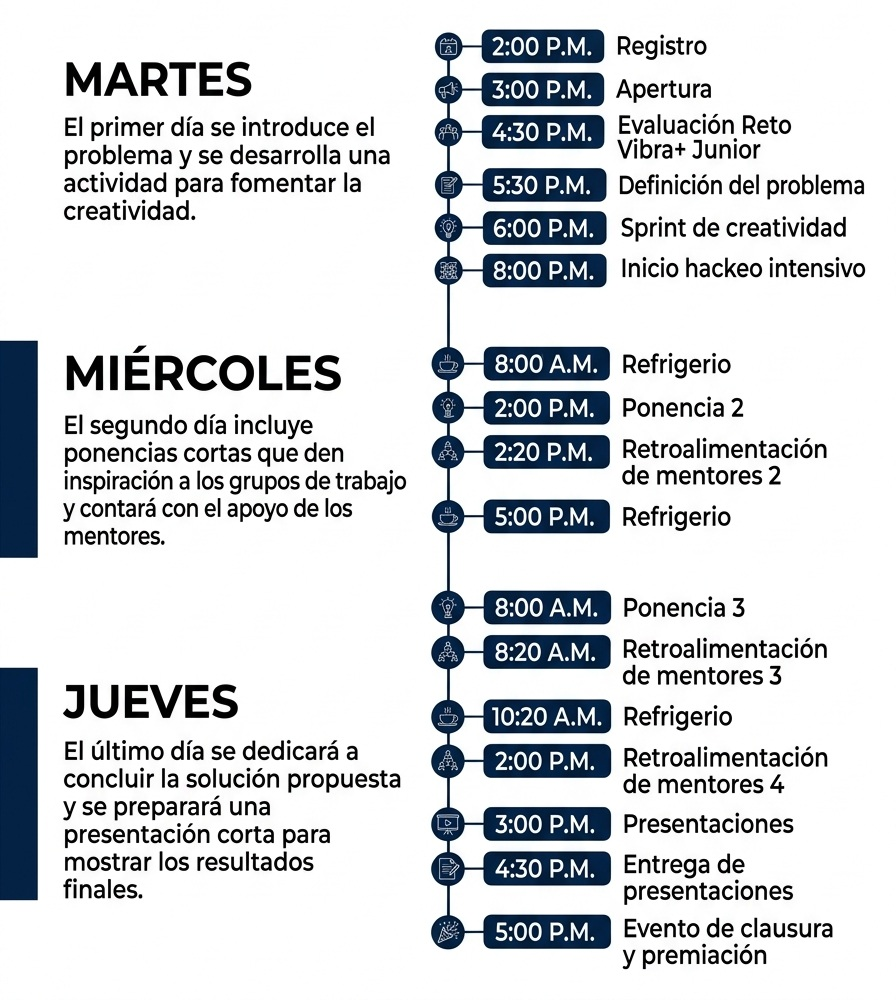 MARTES
El primer día se introduce el
problema y se desarrolla una
actividad para fomentar la
creatividad.
2:00 P.M. Registro
3:00 P.M. Apertura
4:30 P.M. Evaluación Reto
Vibra+ Junior
5:30 P.M. Definición del problema
6:00 P.M. Sprint de creatividad
8:00 P.M. Inicio hackeo intensivo
MIÉRCOLES
El segundo día incluye
ponencias cortas que den
inspiración a los grupos de trabajo
y contará con el apoyo de los
mentores.
8:00 A.M. Refrigerio
2:00 P.M. Ponencia 2
2:20 P.M. Retroalimentación
de mentores 2
5:00 P.M. Refrigerio
JUEVES
El último día se dedicará a
concluir la solución propuesta
y se preparará una
presentación corta para
mostrar los resultados
finales.
8:00 A.M. Ponencia 3
8:20 A.M. Retroalimentación
de mentores 3
10:20 A.M. Refrigerio
2:00 P.M. Retroalimentación
de mentores 4
3:00 P.M. Presentaciones
4:30 P.M. Entrega de
presentaciones
5:00 P.M. Evento de clausura
y premiación